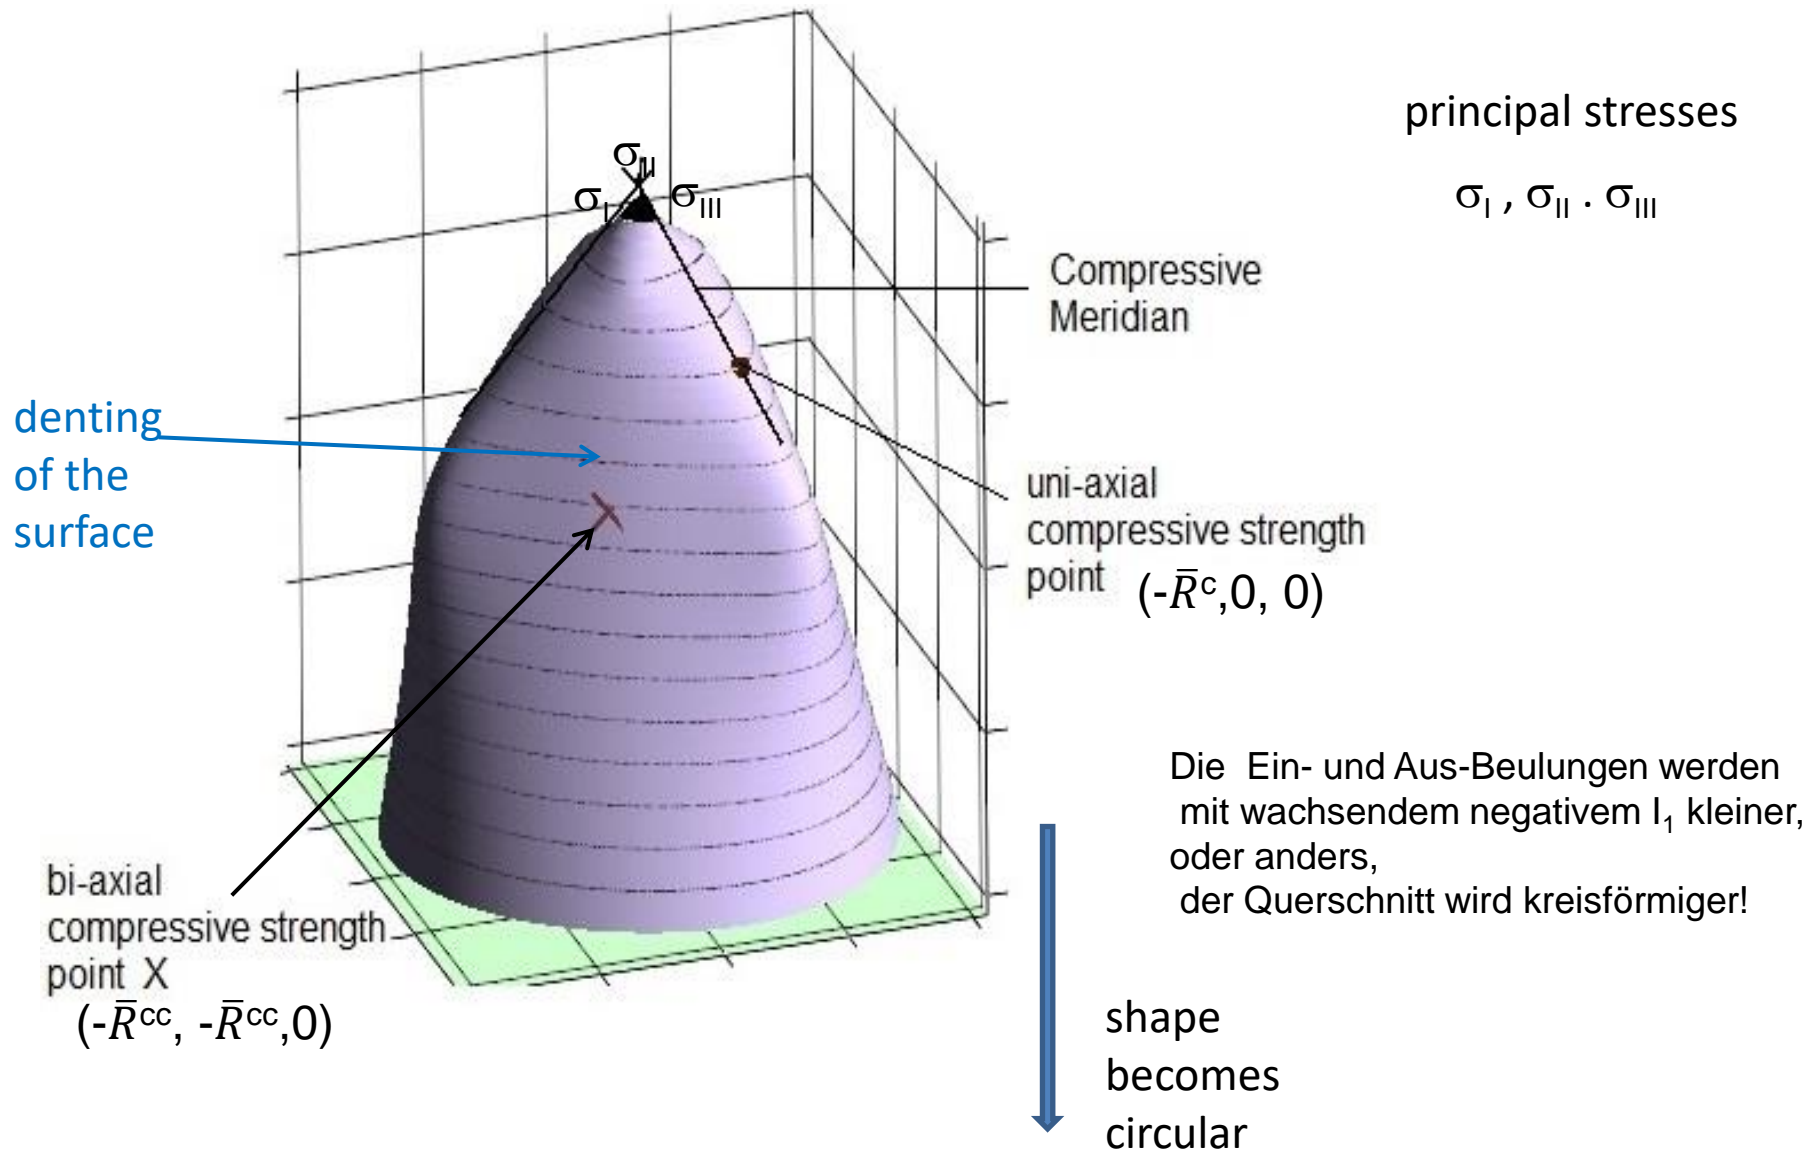 principal stresses
σI , σII . σIII
σII
σI
σIII
Compressive
Meridian
denting
of the
surface
uni-axial
compressive strength
point (-R̅ᶜ,0, 0)
Die Ein- und Aus-Beulungen werden
mit wachsendem negativem I₁ kleiner,
oder anders,
der Querschnitt wird kreisförmiger!
bi-axial
compressive strength
point X
(-R̅ᶜᶜ, -R̅ᶜᶜ,0)
shape
becomes
circular